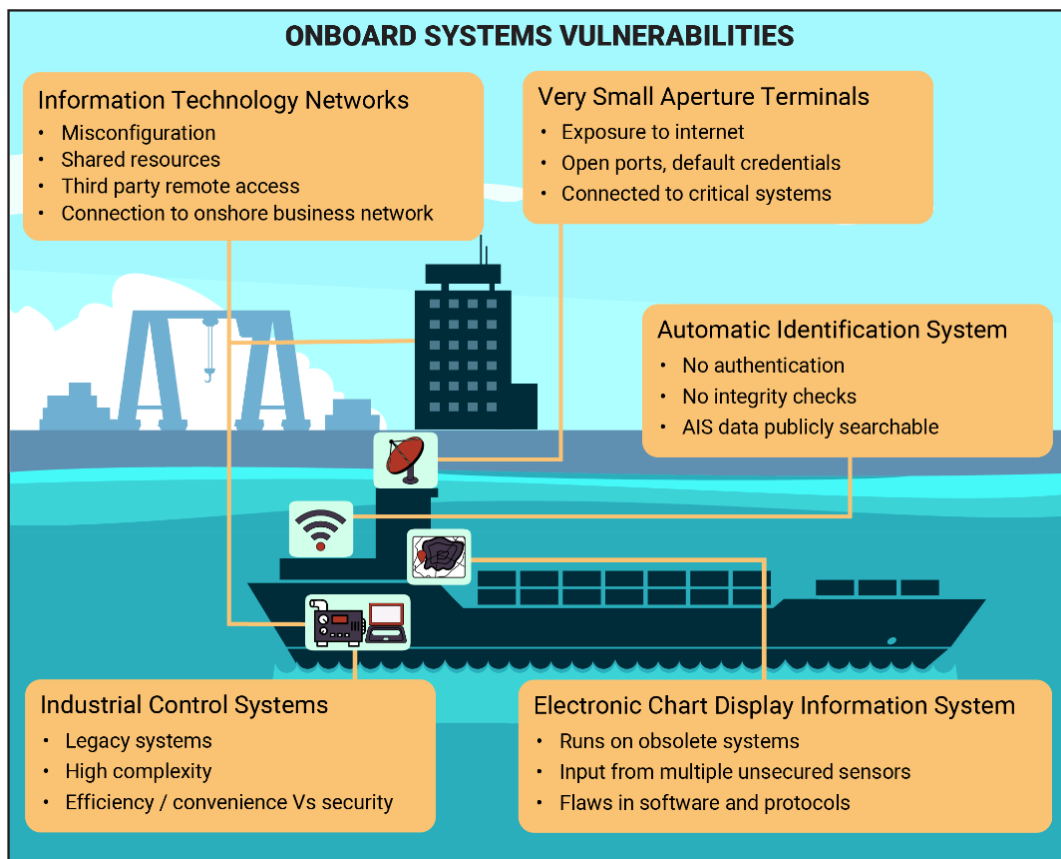 ONBOARD SYSTEMS VULNERABILITIES
Information Technology Networks
• Misconfiguration
• Shared resources
• Third party remote access
• Connection to onshore business network
Very Small Aperture Terminals
• Exposure to internet
• Open ports, default credentials
• Connected to critical systems
Automatic Identification System
• No authentication
• No integrity checks
• AIS data publicly searchable
Industrial Control Systems
• Legacy systems
• High complexity
• Efficiency / convenience Vs security
Electronic Chart Display Information System
• Runs on obsolete systems
• Input from multiple unsecured sensors
• Flaws in software and protocols